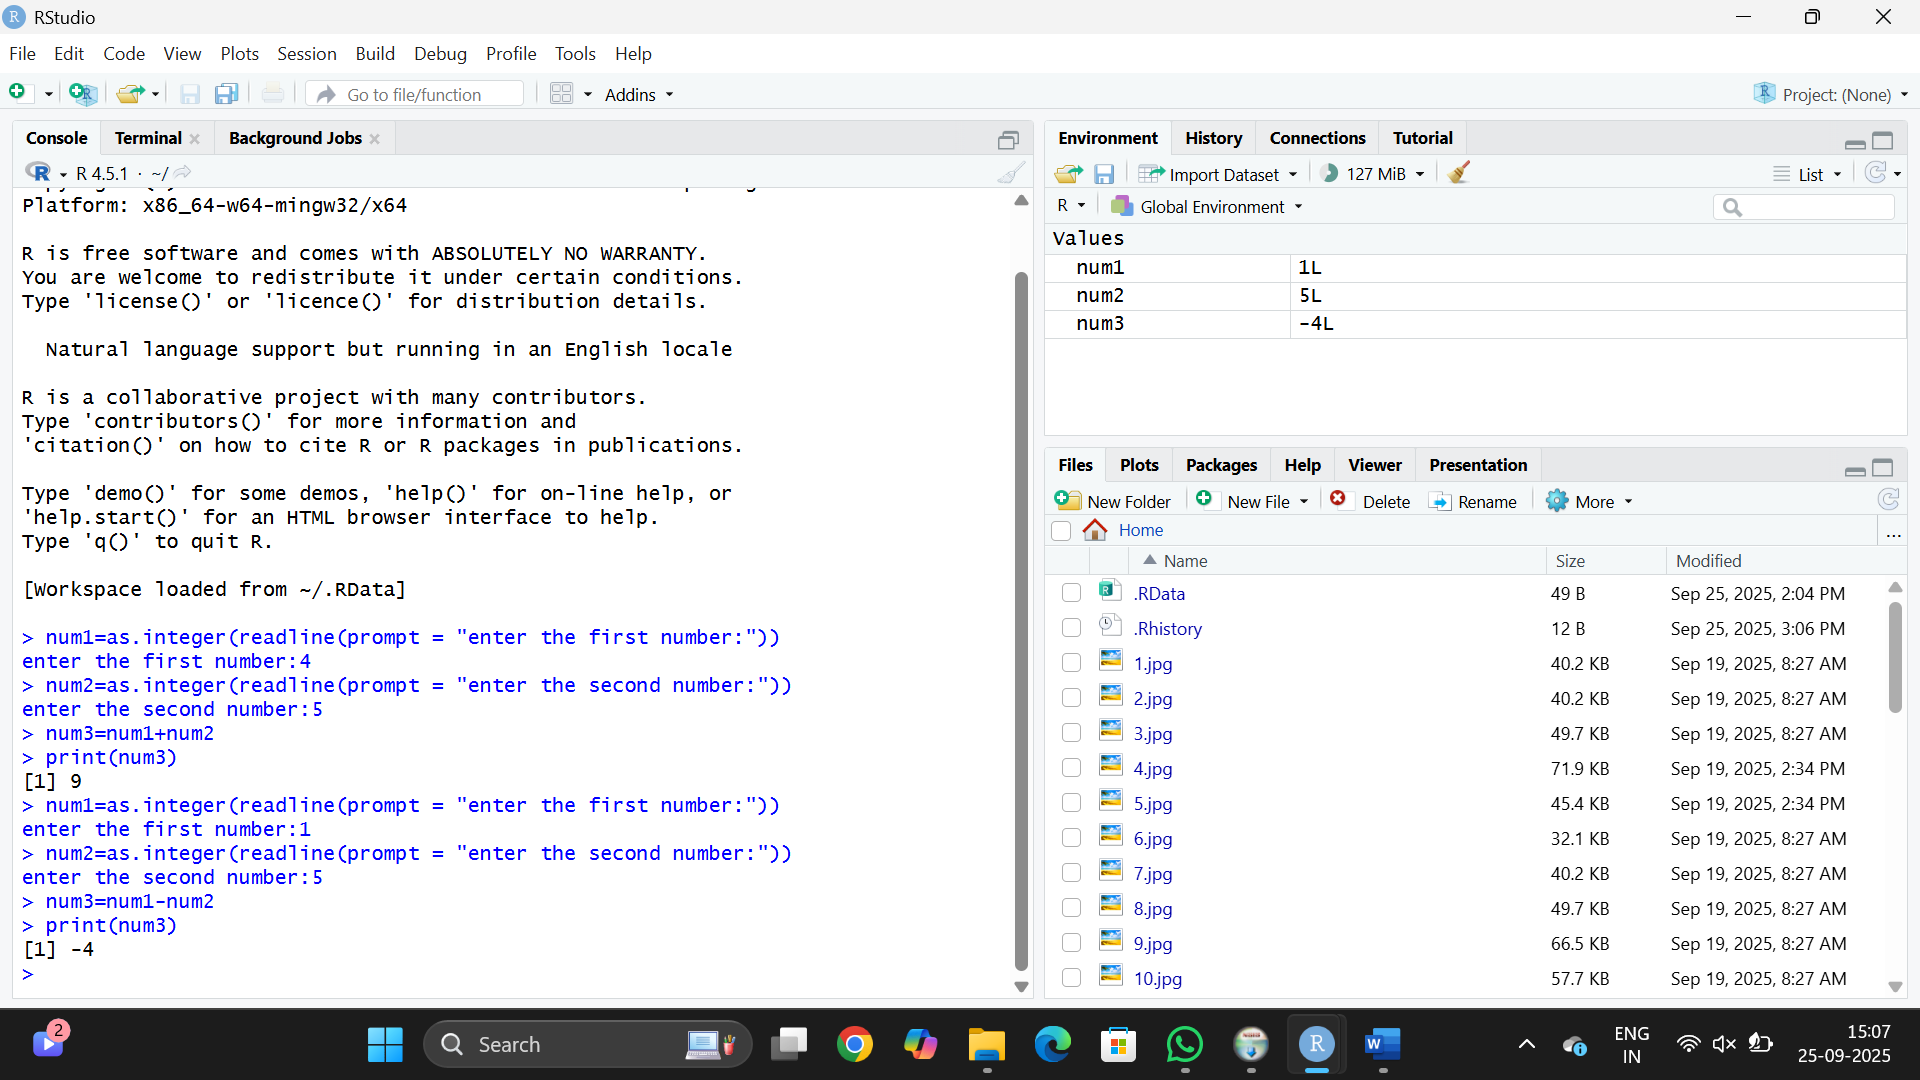 RStudio
File Edit Code View Plots Session Build Debug Profile Tools Help
Go to file/function Addins Project: (None)
Console Terminal Background Jobs
R 4.5.1 · ~/
Platform: x86_64-w64-mingw32/x64
R is free software and comes with ABSOLUTELY NO WARRANTY.
You are welcome to redistribute it under certain conditions.
Type 'license()' or 'licence()' for distribution details.
Natural language support but running in an English locale
R is a collaborative project with many contributors.
Type 'contributors()' for more information and
'citation()' on how to cite R or R packages in publications.
Type 'demo()' for some demos, 'help()' for on-line help, or
'help.start()' for an HTML browser interface to help.
Type 'q()' to quit R.
[Workspace loaded from ~/.RData]
> num1=as.integer(readline(prompt = "enter the first number:"))
enter the first number:4
> num2=as.integer(readline(prompt = "enter the second number:"))
enter the second number:5
> num3=num1+num2
> print(num3)
[1] 9
> num1=as.integer(readline(prompt = "enter the first number:"))
enter the first number:1
> num2=as.integer(readline(prompt = "enter the second number:"))
enter the second number:5
> num3=num1-num2
> print(num3)
[1] -4
>
Environment History Connections Tutorial
Import Dataset 127 MiB List
R Global Environment
Values
num1 1L
num2 5L
num3 -4L
Files Plots Packages Help Viewer Presentation
New Folder New File Delete Rename More
Home ...
Name Size Modified
.RData 49 B Sep 25, 2025, 2:04 PM
.Rhistory 12 B Sep 25, 2025, 3:06 PM
1.jpg 40.2 KB Sep 19, 2025, 8:27 AM
2.jpg 40.2 KB Sep 19, 2025, 8:27 AM
3.jpg 49.7 KB Sep 19, 2025, 8:27 AM
4.jpg 71.9 KB Sep 19, 2025, 2:34 PM
5.jpg 45.4 KB Sep 19, 2025, 2:34 PM
6.jpg 32.1 KB Sep 19, 2025, 8:27 AM
7.jpg 40.2 KB Sep 19, 2025, 8:27 AM
8.jpg 49.7 KB Sep 19, 2025, 8:27 AM
9.jpg 66.5 KB Sep 19, 2025, 8:27 AM
10.jpg 57.7 KB Sep 19, 2025, 8:27 AM
2 Search ENG 15:07
IN 25-09-2025